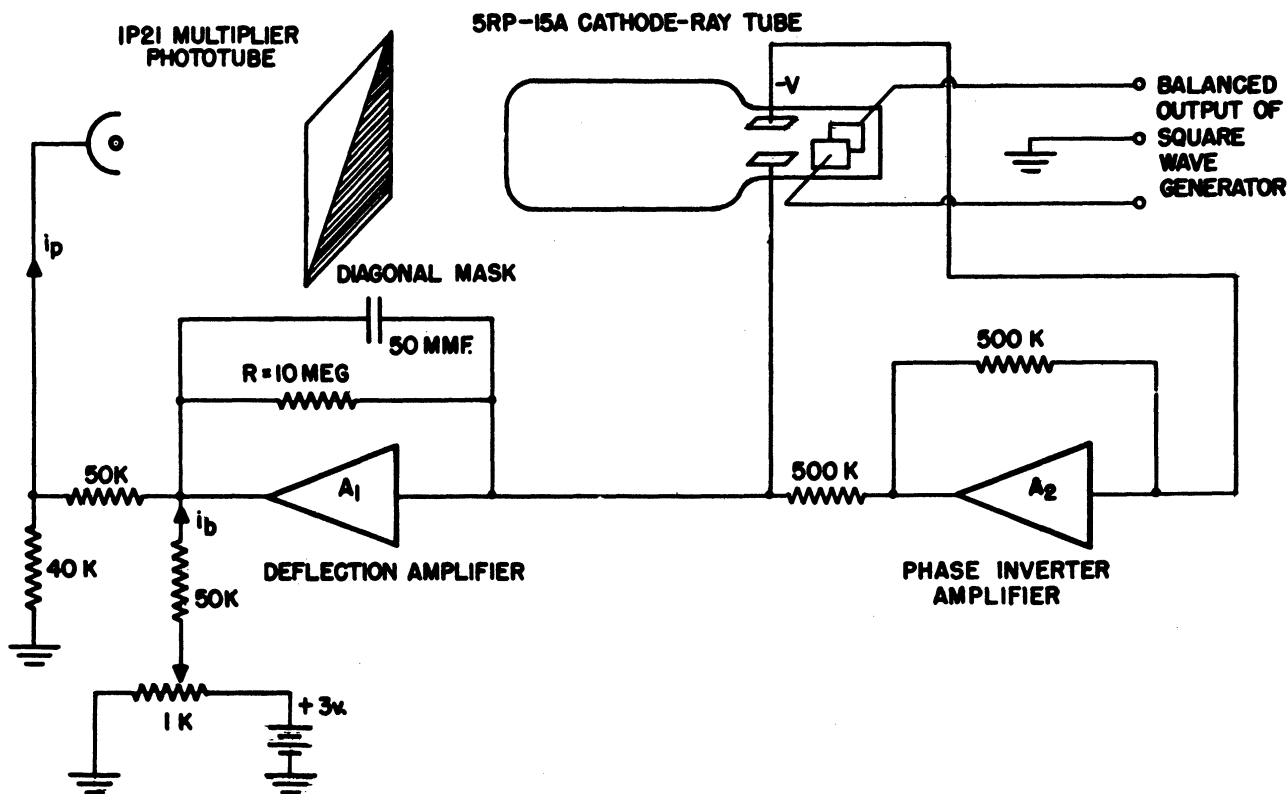 5RP-15A CATHODE-RAY TUBE
1P21 MULTIPLIER
PHOTOTUBE
-V
BALANCED
OUTPUT OF
SQUARE
WAVE
GENERATOR
ip
DIAGONAL MASK
50 MMF.
R = 10 MEG
500 K
50K
A1
500 K
A2
ib
40 K
DEFLECTION AMPLIFIER
50K
PHASE INVERTER
AMPLIFIER
+ 3v.
1 K